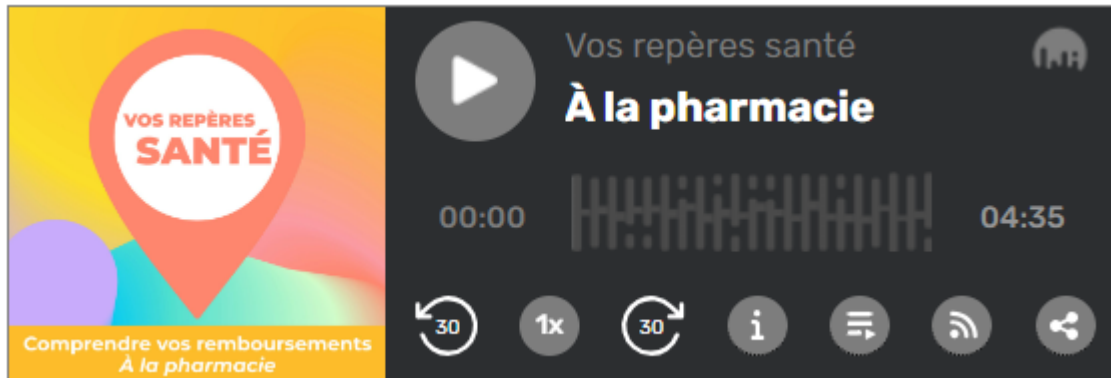 VOS REPÈRES
SANTÉ
Comprendre vos remboursements
À la pharmacie
Vos repères santé
À la pharmacie
00:00
04:35
30
1x
30
i